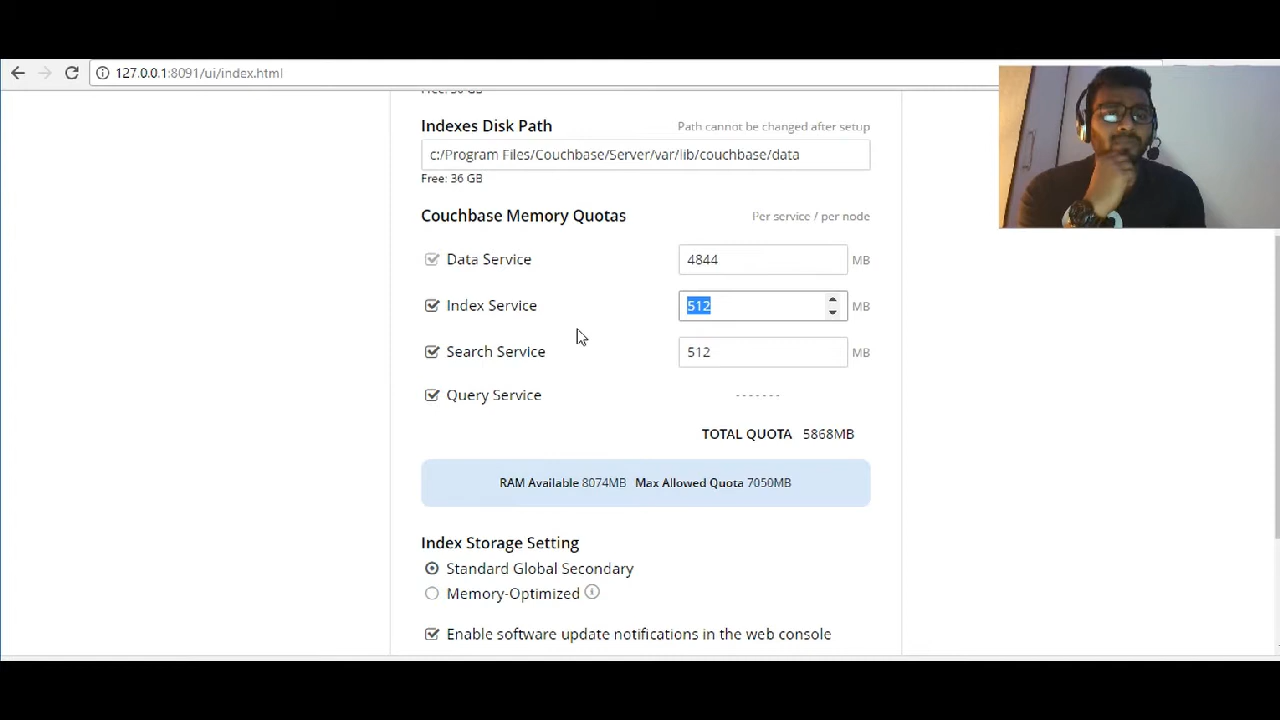 127.0.0.1:8091/ui/index.html
Indexes Disk Path Path cannot be changed after setup
c:/Program Files/Couchbase/Server/var/lib/couchbase/data
Free: 36 GB
Couchbase Memory Quotas Per service / per node
Data Service 4844 MB
Index Service 512 MB
Search Service 512 MB
Query Service -------
TOTAL QUOTA 5868MB
RAM Available 8074MB Max Allowed Quota 7050MB
Index Storage Setting
Standard Global Secondary
Memory-Optimized
Enable software update notifications in the web console